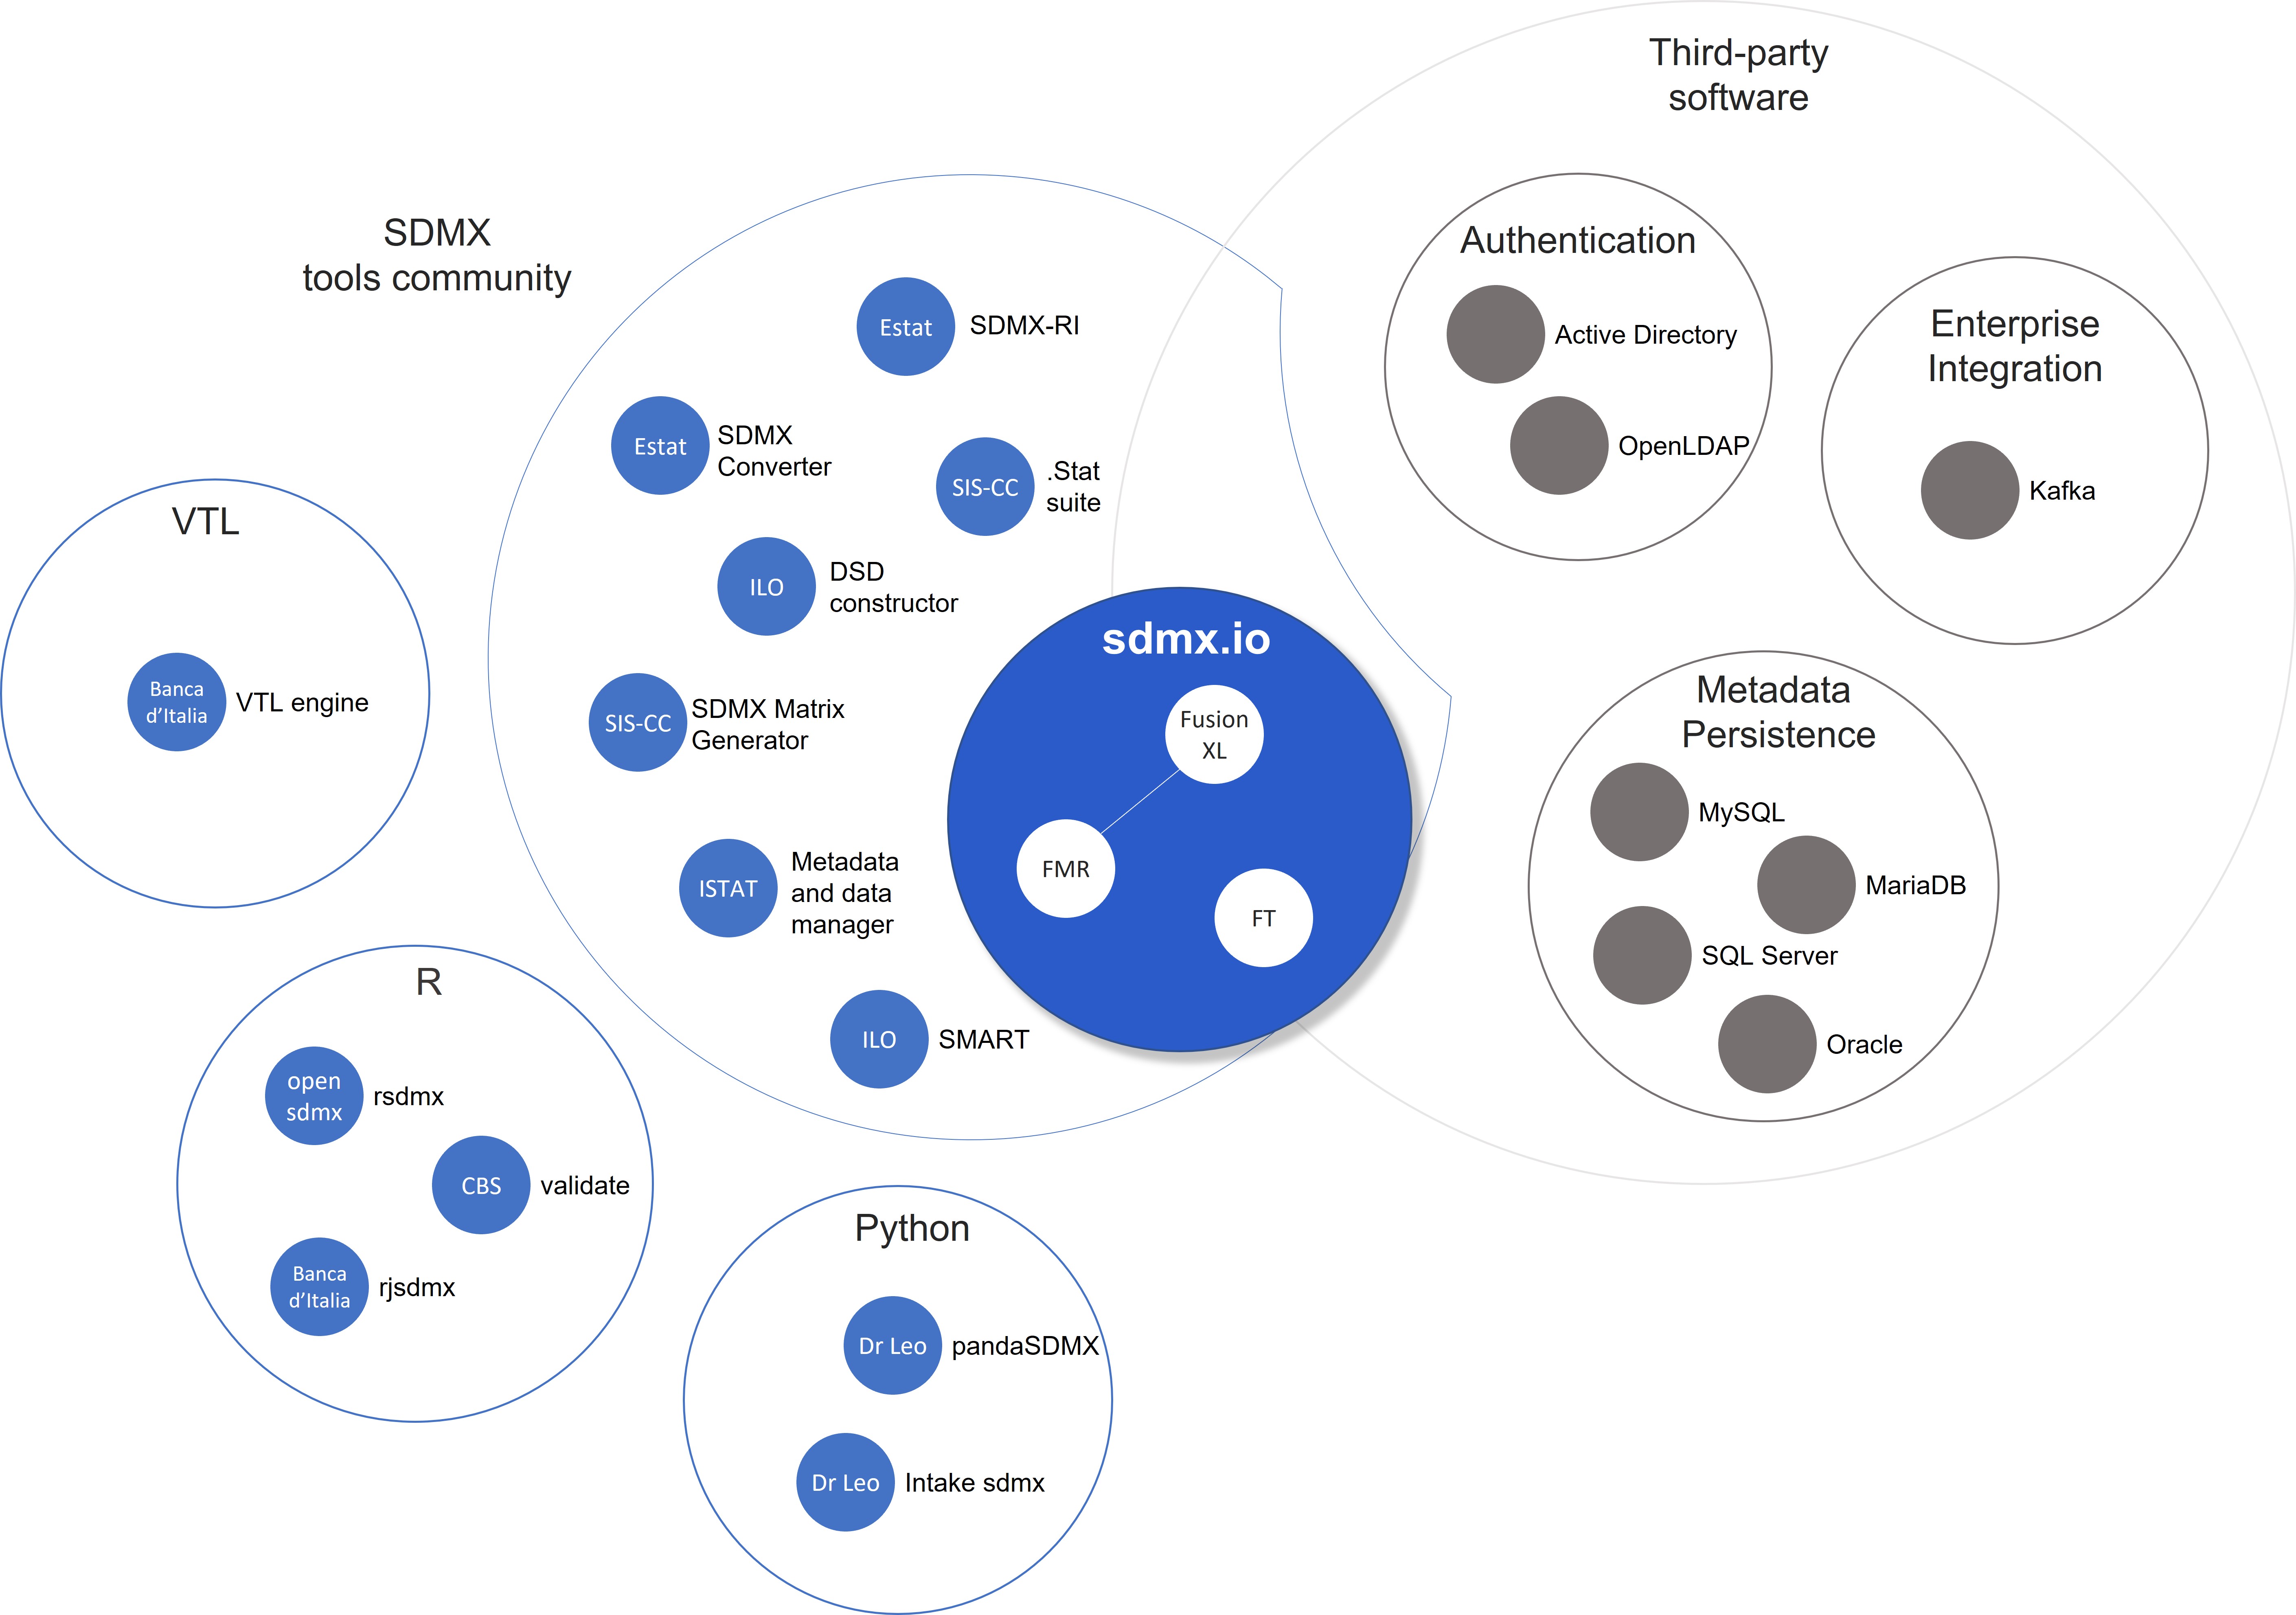 Third-party
software
SDMX
tools community
Authentication
Active Directory
OpenLDAP
Enterprise
Integration
Kafka
Estat
SDMX-RI
Estat
SDMX
Converter
SIS-CC
.Stat
suite
ILO
DSD
constructor
SIS-CC
SDMX Matrix
Generator
ISTAT
Metadata
and data
manager
ILO
SMART
sdmx.io
Fusion
XL
FMR
FT
Metadata
Persistence
MySQL
MariaDB
SQL Server
Oracle
VTL
Banca
d’Italia
VTL engine
R
open
sdmx
rsdmx
CBS
validate
Banca
d’Italia
rjsdmx
Python
Dr Leo
pandaSDMX
Dr Leo
Intake sdmx